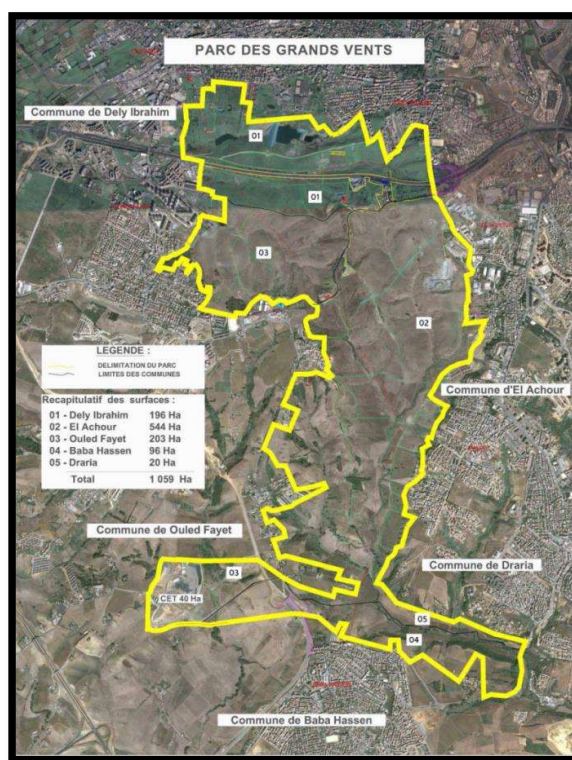 PARC DES GRANDS VENTS
Commune de Dely Ibrahim
01
01
03
02
LEGENDE :
DELIMITATION DU PARC
LIMITES DES COMMUNES
Recapitulatif des surfaces :
01 - Dely Ibrahim 196 Ha
02 - El Achour 544 Ha
03 - Ouled Fayet 203 Ha
04 - Baba Hassen 96 Ha
05 - Draria 20 Ha
Total 1 059 Ha
Commune d'El Achour
Commune de Ouled Fayet
03
CET 40 Ha
Commune de Draria
05
04
Commune de Baba Hassen